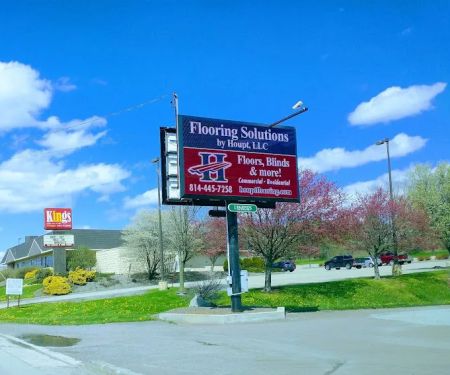 Flooring Solutions
by Houpt, LLC
H
Floors, Blinds
& more!
Commercial • Residential
814-445-7258
houptflooring.com
Kings